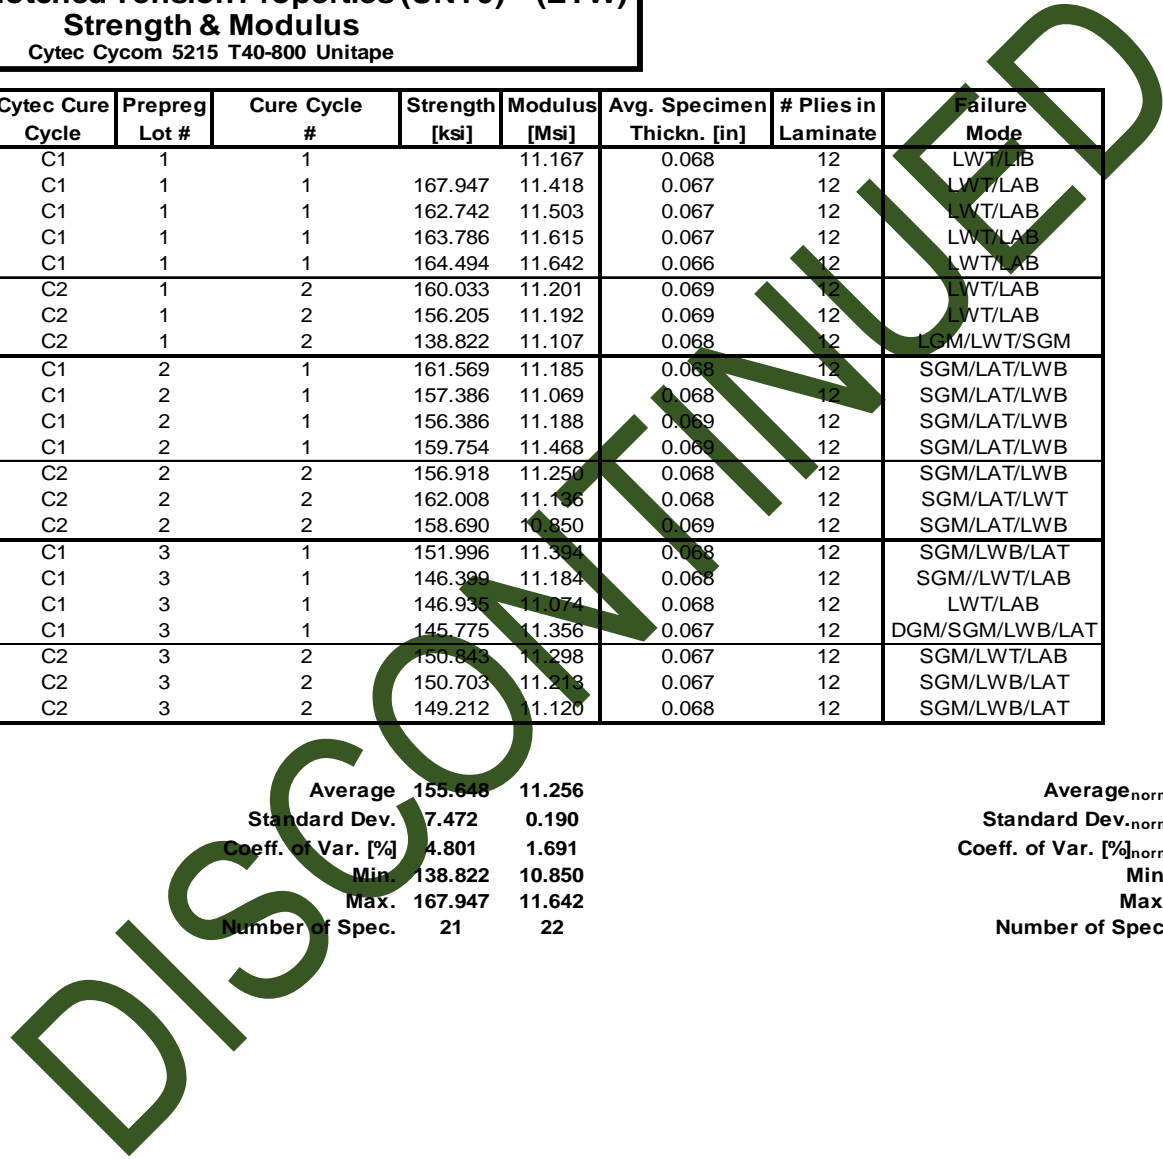 Tension Properties (UNT0) – (ETW)
Strength & Modulus
Cytec Cycom 5215 T40-800 Unitape
Cytec Cure Cycle Prepreg Lot # Cure Cycle # Strength [ksi] Modulus [Msi] Avg. Specimen Thickn. [in] # Plies in Laminate Failure Mode
C1 1 1 11.167 0.068 12 LWT/LIB
C1 1 1 167.947 11.418 0.067 12 LWT/LAB
C1 1 1 162.742 11.503 0.067 12 LWT/LAB
C1 1 1 163.786 11.615 0.067 12 LWT/LAB
C1 1 1 164.494 11.642 0.066 12 LWT/LAB
C2 1 2 160.033 11.201 0.069 12 LWT/LAB
C2 1 2 156.205 11.192 0.069 12 LWT/LAB
C2 1 2 138.822 11.107 0.068 12 LGM/LWT/SGM
C1 2 1 161.569 11.185 0.068 12 SGM/LAT/LWB
C1 2 1 157.386 11.069 0.068 12 SGM/LAT/LWB
C1 2 1 156.386 11.188 0.069 12 SGM/LAT/LWB
C1 2 1 159.754 11.468 0.069 12 SGM/LAT/LWB
C2 2 2 156.918 11.250 0.068 12 SGM/LAT/LWB
C2 2 2 162.008 11.136 0.068 12 SGM/LAT/LWT
C2 2 2 158.690 10.850 0.069 12 SGM/LAT/LWB
C1 3 1 151.996 11.394 0.068 12 SGM/LWB/LAT
C1 3 1 146.399 11.184 0.068 12 SGM//LWT/LAB
C1 3 1 146.935 11.074 0.068 12 LWT/LAB
C1 3 1 145.775 11.356 0.067 12 DGM/SGM/LWB/LAT
C2 3 2 150.843 11.298 0.067 12 SGM/LWT/LAB
C2 3 2 150.703 11.213 0.067 12 SGM/LWB/LAT
C2 3 2 149.212 11.120 0.068 12 SGM/LWB/LAT
Average 155.648 11.256 Average norm
Standard Dev. 7.472 0.190 Standard Dev. norm
Coeff. of Var. [%] 4.801 1.691 Coeff. of Var. [%] norm
Min. 138.822 10.850 Min
Max. 167.947 11.642 Max
Number of Spec. 21 22 Number of Spec
DISCONTINUED